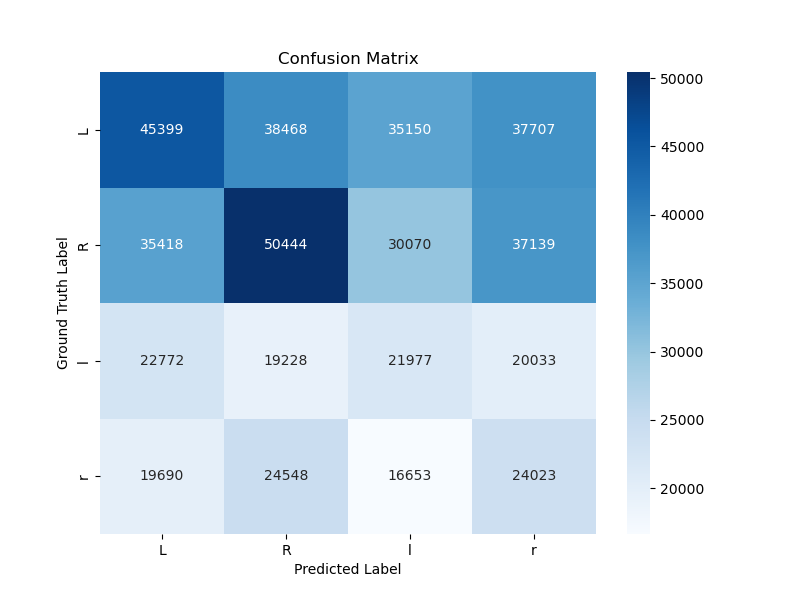 Confusion Matrix
L 45399 38468 35150 37707
R 35418 50444 30070 37139
l 22772 19228 21977 20033
r 19690 24548 16653 24023
L R l r
Predicted Label
Ground Truth Label
50000
45000
40000
35000
30000
25000
20000